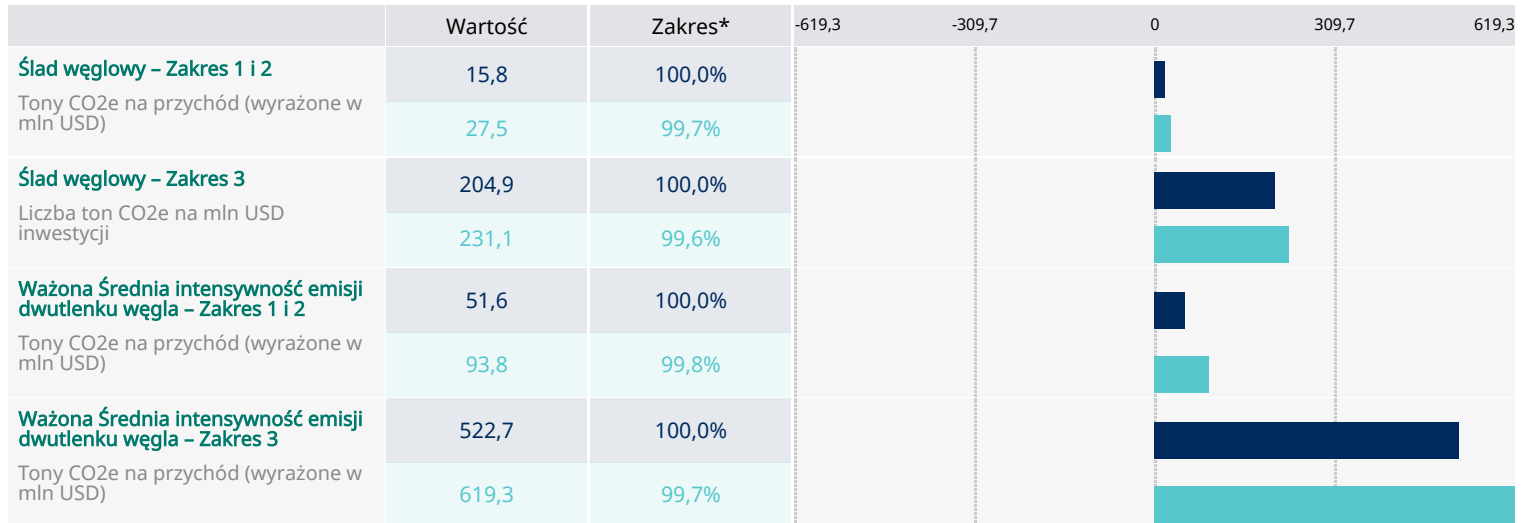 Wartość Zakres* -619,3 -309,7 0 309,7 619,3
Ślad węglowy – Zakres 1 i 2
Tony CO2e na przychód (wyrażone w
mln USD)
15,8 100,0%
27,5 99,7%
Ślad węglowy – Zakres 3
Liczba ton CO2e na mln USD
inwestycji
204,9 100,0%
231,1 99,6%
Ważona Średnia intensywność emisji
dwutlenku węgla – Zakres 1 i 2
Tony CO2e na przychód (wyrażone w
mln USD)
51,6 100,0%
93,8 99,8%
Ważona Średnia intensywność emisji
dwutlenku węgla – Zakres 3
Tony CO2e na przychód (wyrażone w
mln USD)
522,7 100,0%
619,3 99,7%